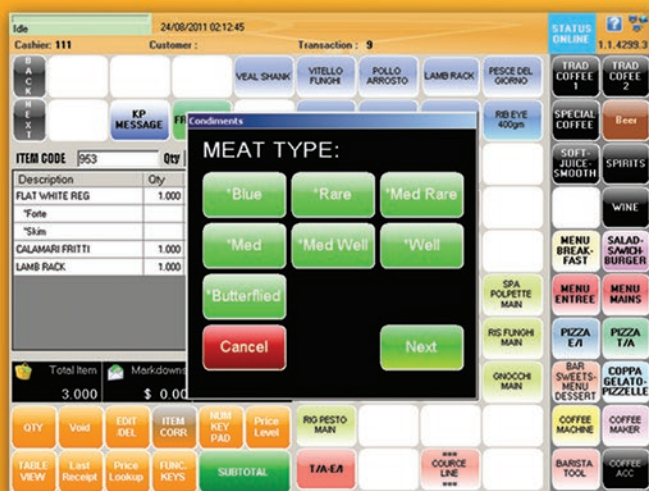 Idle
24/08/2011 02:12:45
Cashier: 111
Customer :
Transaction : 9
STATUS
ONLINE
1.1.4299.3
BACK
VEAL SHANK
VITELLO
FUNGHI
POLLO
ARROSTO
LAMB RACK
PESCE DEL
GIORNO
TRAD
COFFEE
1
TRAD
COFEE
2
NEXT
KP
MESSAGE
FR
RIB EYE
400gm
SPECIAL
COFFEE
Beer
Condiments
MEAT TYPE:
*Blue
*Rare
*Med Rare
*Med
*Med Well
*Well
*Butterflied
Cancel
Next
ITEM CODE 953
Qty
Description
Qty
FLAT WHITE REG
1.000
*Forte
*Skim
CALAMARI FRITTI
1.000
LAMB RACK
1.000
SOFT-
JUICE-
SMOOTH
SPIRITS
WINE
MENU
BREAK-
FAST
SALAD-
S/WICH-
BURGER
SPA
POLPETTE
MAIN
MENU
ENTREE
MENU
MAINS
RIS FUNGHI
MAIN
PIZZA
E/I
PIZZA
T/A
GNOCCHI
MAIN
BAR
SWEETS-
MENU
DESSERT
COPPA
GELATO-
PIZZELLE
Total Item
3.000
Markdowns
$ 0.00
QTY
Void
EDIT
/DEL
ITEM
CORR
NUM
KEY
PAD
Price
Level
RIG PESTO
MAIN
COFFEE
MACHINE
COFFEE
MAKER
TABLE
VIEW
Last
Receipt
Price
Lookup
FUNC.
KEYS
SUBTOTAL
T/A-E/I
===
COURCE
LINE
===
BARISTA
TOOL
COFFEE
ACC